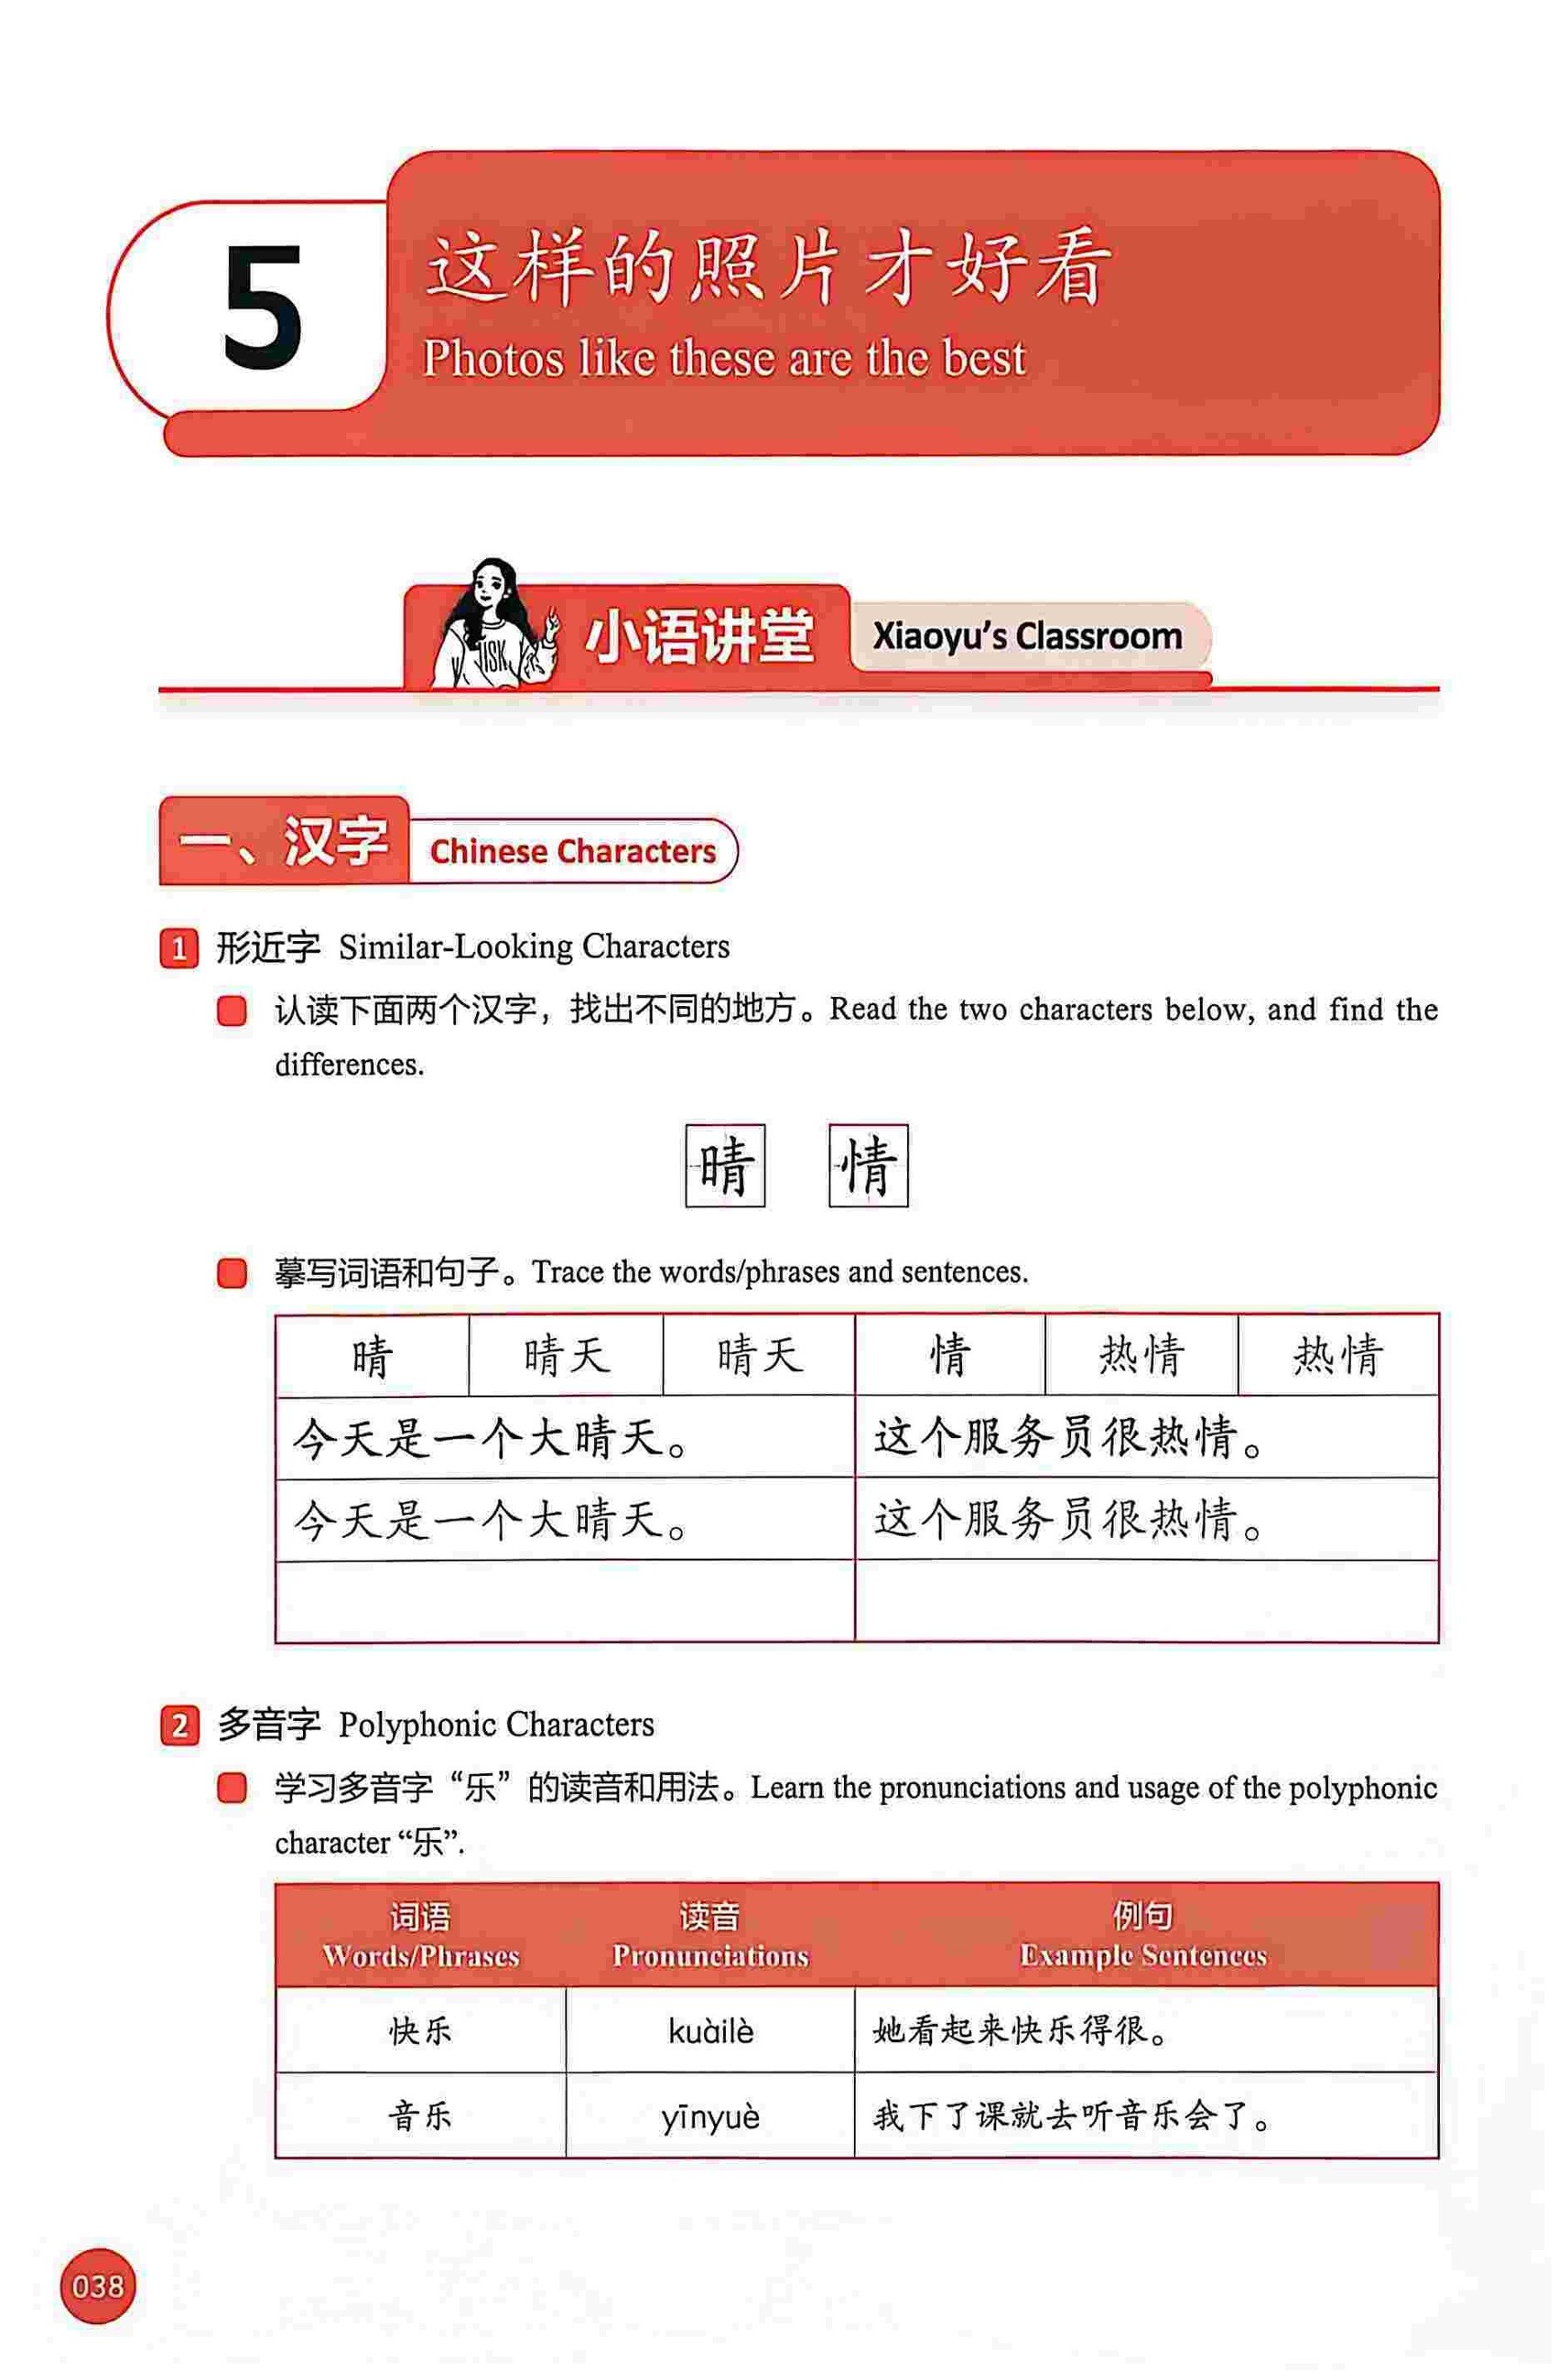 5
这样的照片才好看
Photos like these are the best
小语讲堂 Xiaoyu's Classroom
一、汉字 Chinese Characters
1 形近字 Similar-Looking Characters
认读下面两个汉字，找出不同的地方。Read the two characters below, and find the
differences.
晴 情
摹写词语和句子。Trace the words/phrases and sentences.
晴 晴天 晴天 情 热情 热情
今天是一个大晴天。 这个服务员很热情。
今天是一个大晴天。 这个服务员很热情。
2 多音字 Polyphonic Characters
学习多音字“乐”的读音和用法。Learn the pronunciations and usage of the polyphonic
character “乐”.
词语 读音 例句
Words/Phrases Pronunciations Example Sentences
快乐 kuàilè 她看起来快乐得很。
音乐 yīnyuè 我下了课就去听音乐会了。
038